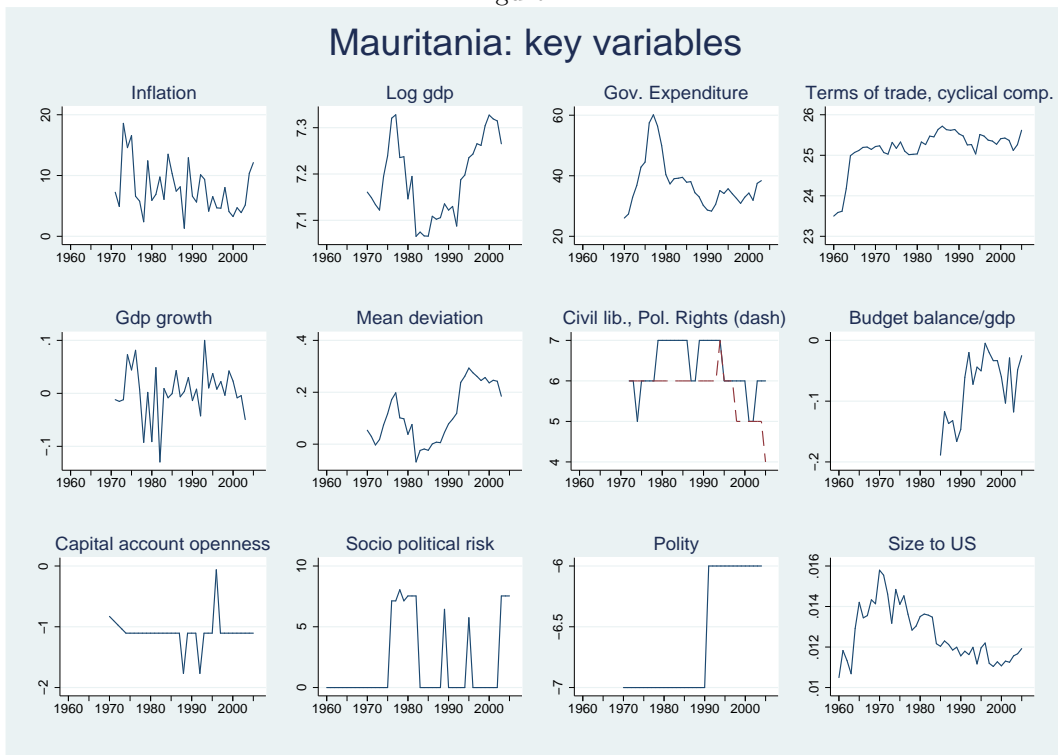 Mauritania: key variables
Inflation
Log gdp
Gov. Expenditure
Terms of trade, cyclical comp.
20
10
0
1960 1970 1980 1990 2000
7.3
7.2
7.1
1960 1970 1980 1990 2000
60
40
20
1960 1970 1980 1990 2000
26
25
24
23
1960 1970 1980 1990 2000
Gdp growth
Mean deviation
Civil lib., Pol. Rights (dash)
Budget balance/gdp
.1
0
-.1
1960 1970 1980 1990 2000
.4
.2
0
1960 1970 1980 1990 2000
7
6
5
4
1960 1970 1980 1990 2000
0
-.1
-.2
1960 1970 1980 1990 2000
Capital account openness
Socio political risk
Polity
Size to US
0
-1
-2
1960 1970 1980 1990 2000
10
5
0
1960 1970 1980 1990 2000
-6
-6.5
-7
1960 1970 1980 1990 2000
.016
.014
.012
.01
1960 1970 1980 1990 2000